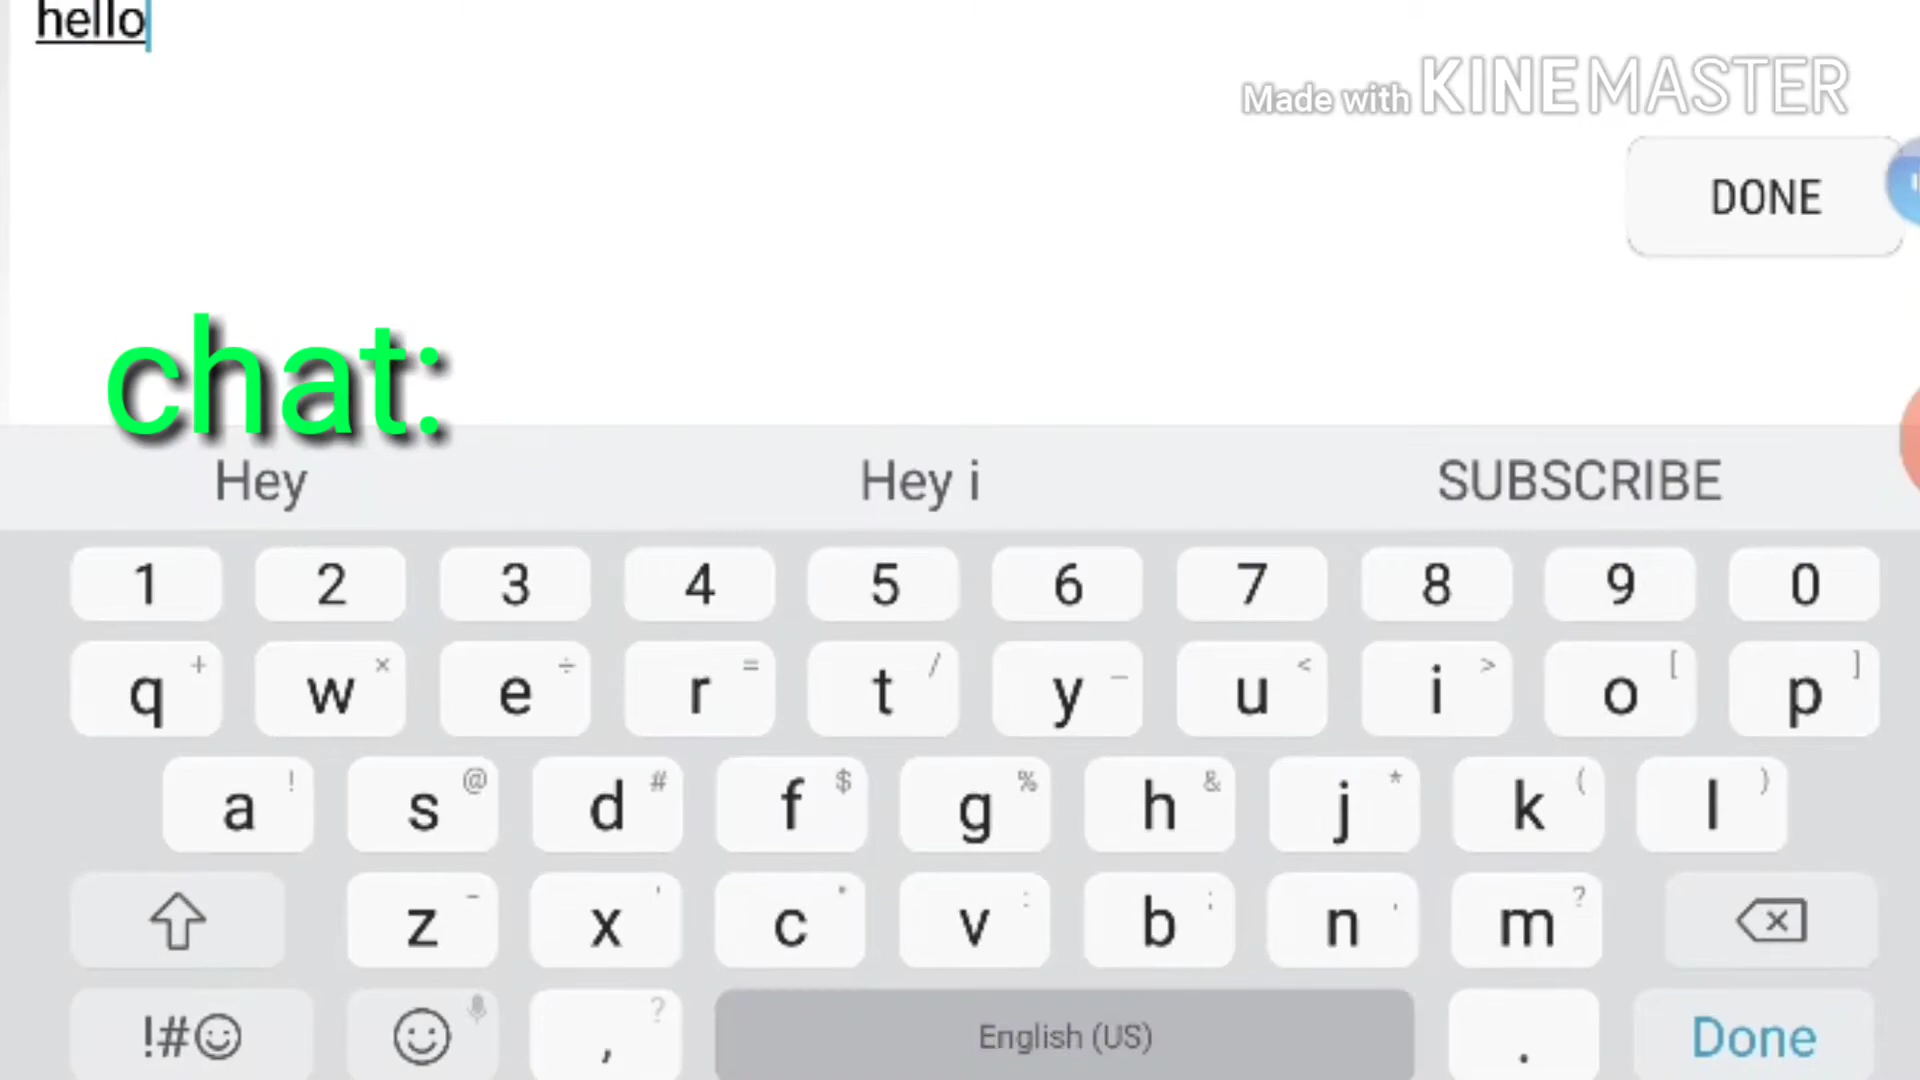 hello
Made with KINEMASTER
DONE
chat:
Hey Hey i SUBSCRIBE
1 2 3 4 5 6 7 8 9 0
q + w × e ÷ r = t / y _ u < i > o [ p ]
a ! s @ d # f $ g % h & j * k ( l )
z - x ' c " v : b ; n , m ?
!#☺ , ? English (US) . Done